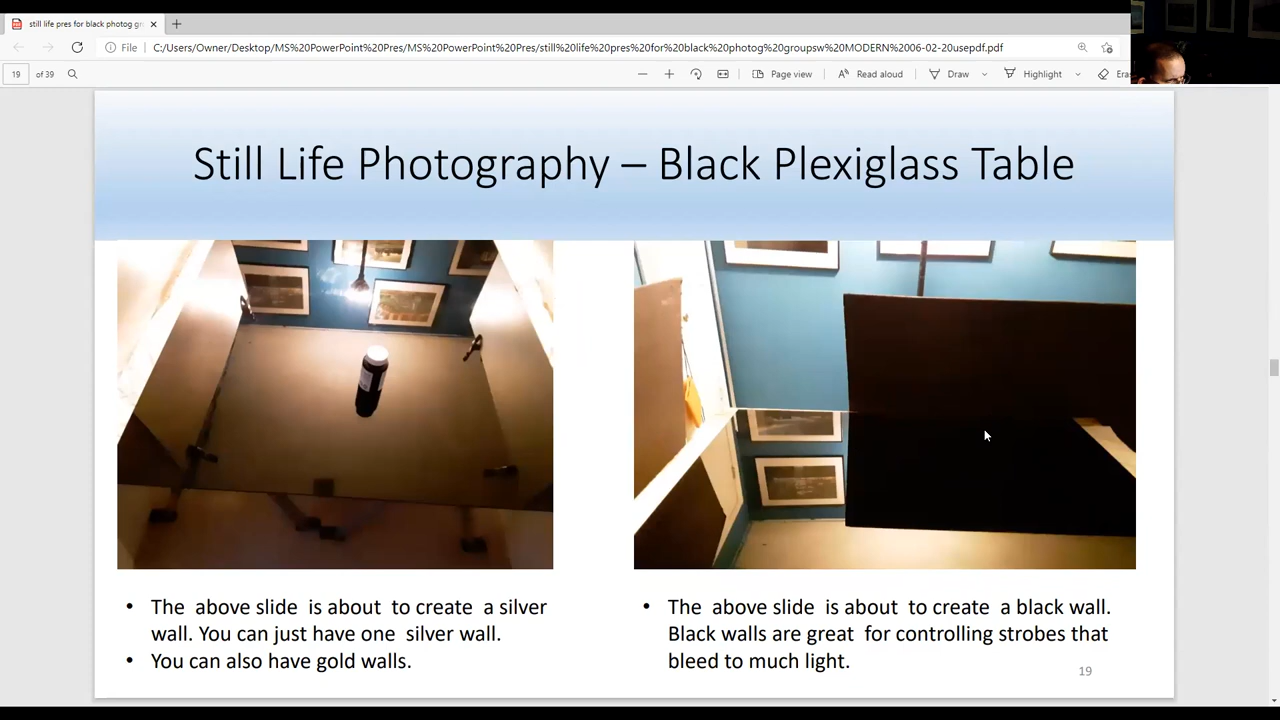 still life pres for black photog gr
File
C:/Users/Owner/Desktop/MS%20PowerPoint%20Pres/MS%20PowerPoint%20Pres/still%20life%20pres%20for%20black%20photog%20groupsw%20MODERN%2006-02-20usepdf.pdf
19 of 39
Page view
Read aloud
Draw
Highlight
Still Life Photography – Black Plexiglass Table
• The above slide is about to create a silver
wall. You can just have one silver wall.
• You can also have gold walls.
• The above slide is about to create a black wall.
Black walls are great for controlling strobes that
bleed to much light.
19